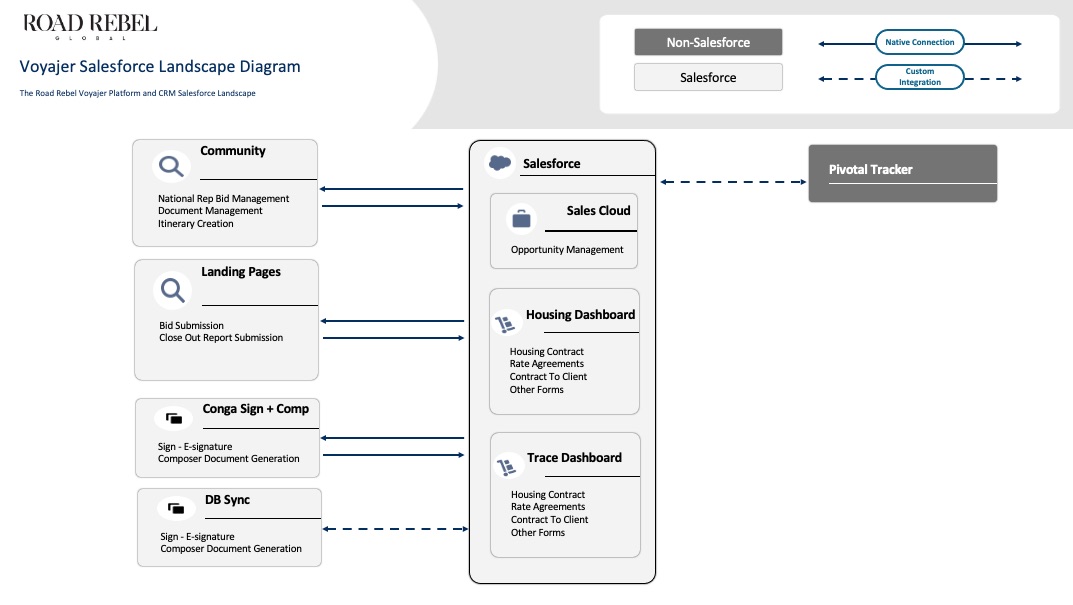 ROAD REBEL
GLOBAL
Voyajer Salesforce Landscape Diagram
The Road Rebel Voyajer Platform and CRM Salesforce Landscape
Non-Salesforce
Salesforce
Native Connection
Custom
Integration
Community
National Rep Bid Management
Document Management
Itinerary Creation
Landing Pages
Bid Submission
Close Out Report Submission
Conga Sign + Comp
Sign - E-signature
Composer Document Generation
DB Sync
Sign - E-signature
Composer Document Generation
Salesforce
Sales Cloud
Opportunity Management
Housing Dashboard
Housing Contract
Rate Agreements
Contract To Client
Other Forms
Trace Dashboard
Housing Contract
Rate Agreements
Contract To Client
Other Forms
Pivotal Tracker